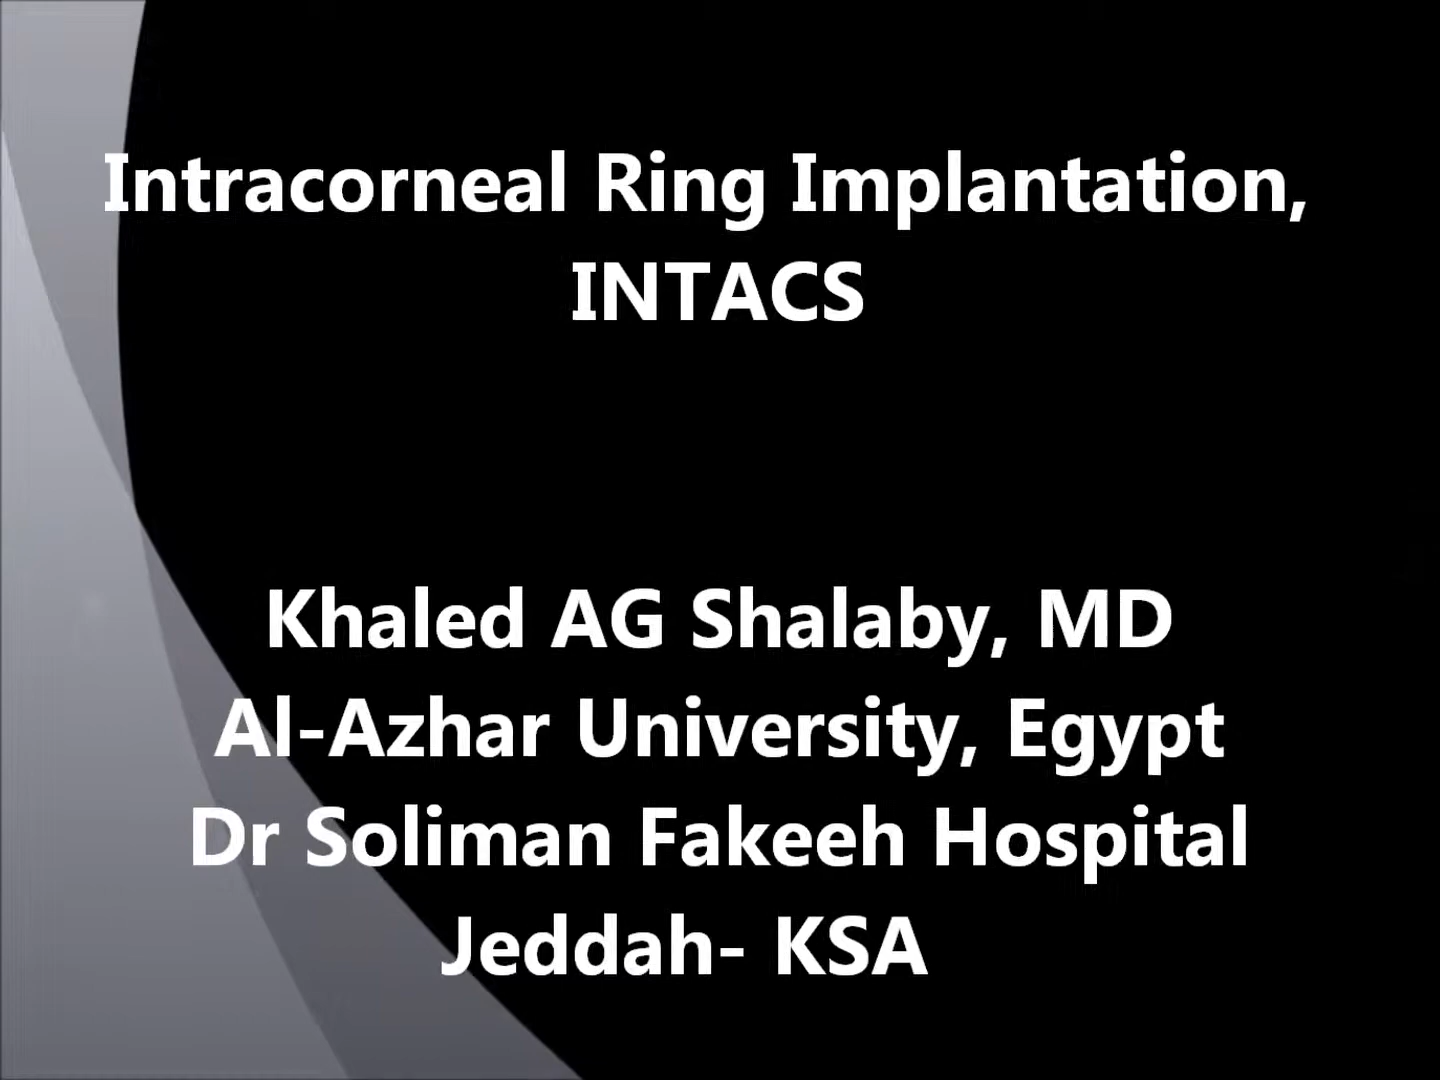 Intracorneal Ring Implantation,
INTACS
Khaled AG Shalaby, MD
Al-Azhar University, Egypt
Dr Soliman Fakeeh Hospital
Jeddah- KSA